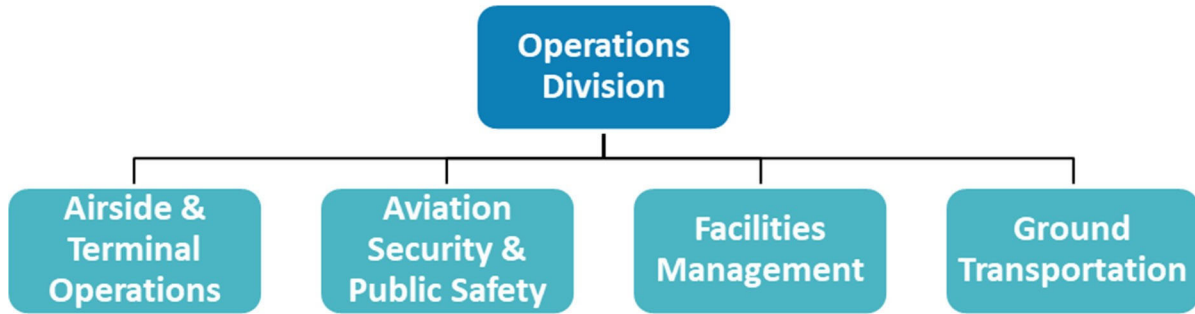 Operations
Division
Airside &
Terminal
Operations
Aviation
Security &
Public Safety
Facilities
Management
Ground
Transportation